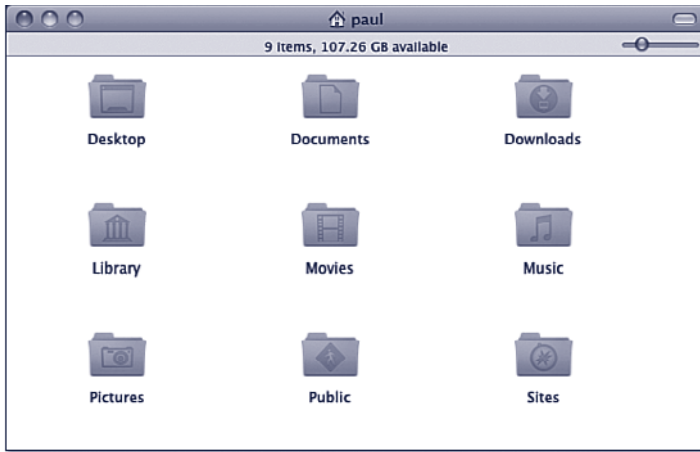 paul
9 items, 107.26 GB available
Desktop Documents Downloads
Library Movies Music
Pictures Public Sites